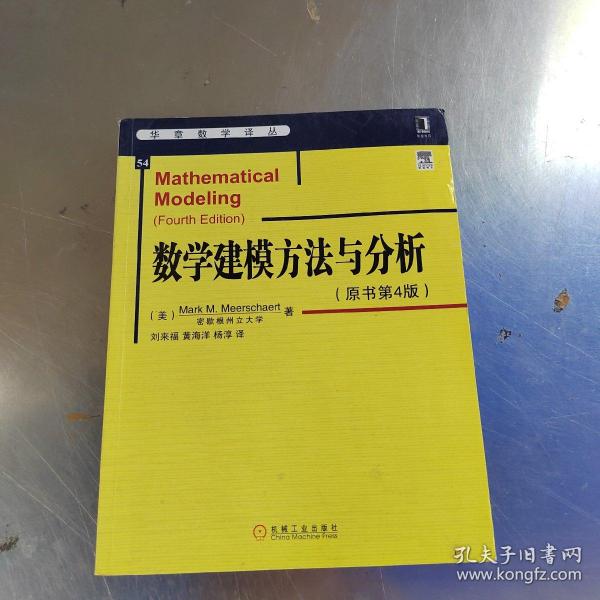 华章数学译丛
54
Mathematical
Modeling
(Fourth Edition)
数学建模方法与分析
(原书第4版)
(美) Mark M. Meerschaert 著
密歇根州立大学
刘来福 黄海洋 杨淳 译
机械工业出版社
China Machine Press
孔夫子旧书网
www.kongfz.com